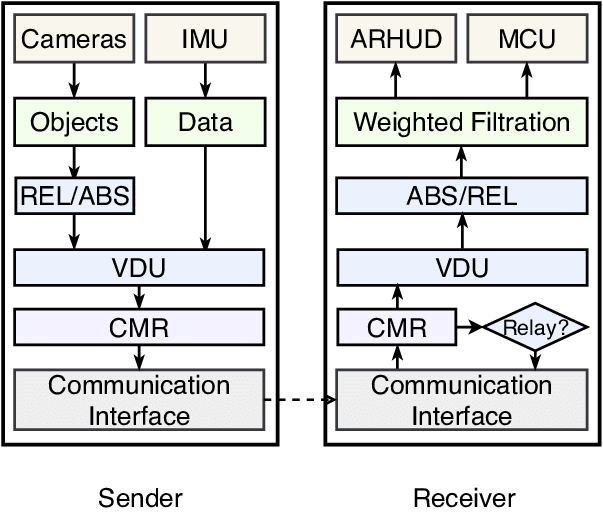 Cameras
IMU
Objects
Data
REL/ABS
VDU
CMR
Communication
Interface
Sender
ARHUD
MCU
Weighted Filtration
ABS/REL
VDU
CMR
Relay?
Communication
Interface
Receiver